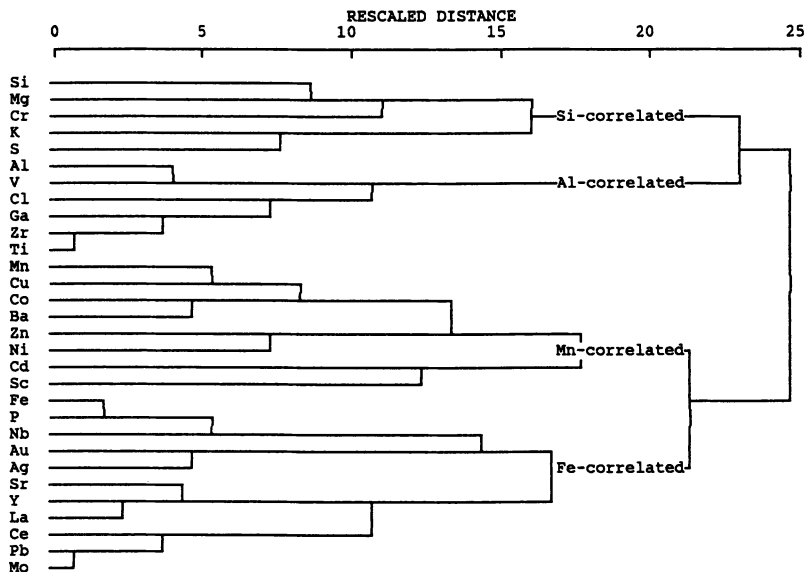 RESCALED DISTANCE
0 5 10 15 20 25
Si
Mg
Cr Si-correlated
K
S
Al
V Al-correlated
Cl
Ga
Zr
Ti
Mn
Cu
Co
Ba
Zn
Ni Mn-correlated
Cd
Sc
Fe
P
Nb
Au
Ag Fe-correlated
Sr
Y
La
Ce
Pb
Mo